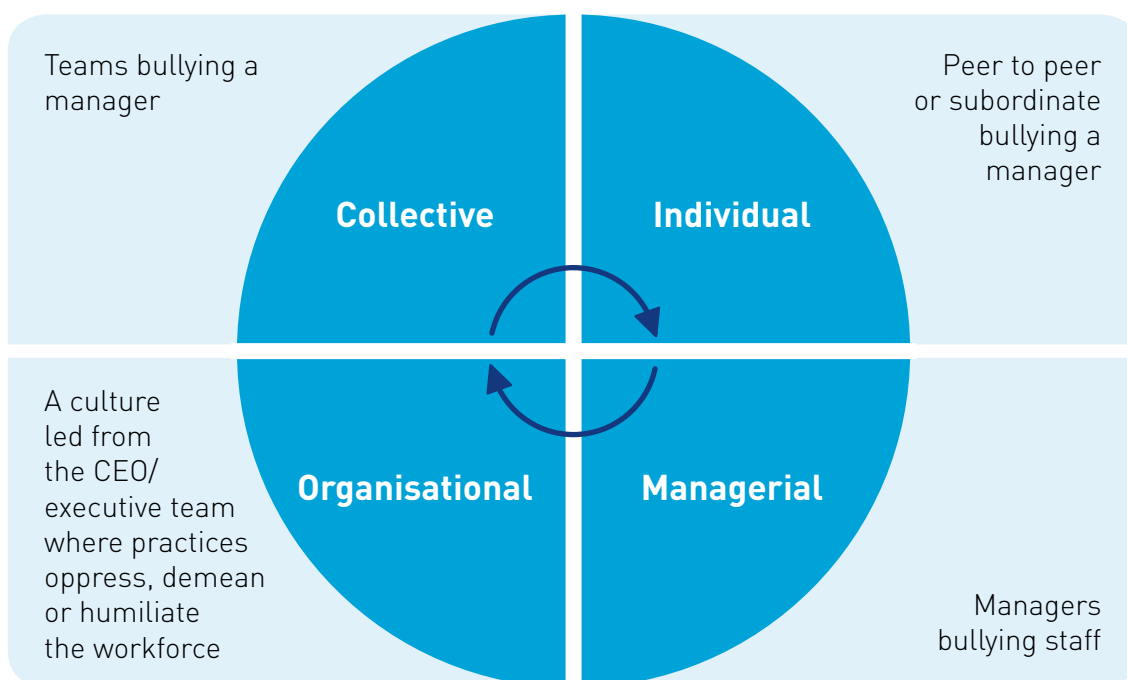 Teams bullying a
manager
Collective
Individual
Peer to peer
or subordinate
bullying a
manager
A culture
led from
the CEO/
executive team
where practices
oppress, demean
or humiliate
the workforce
Organisational
Managerial
Managers
bullying staff